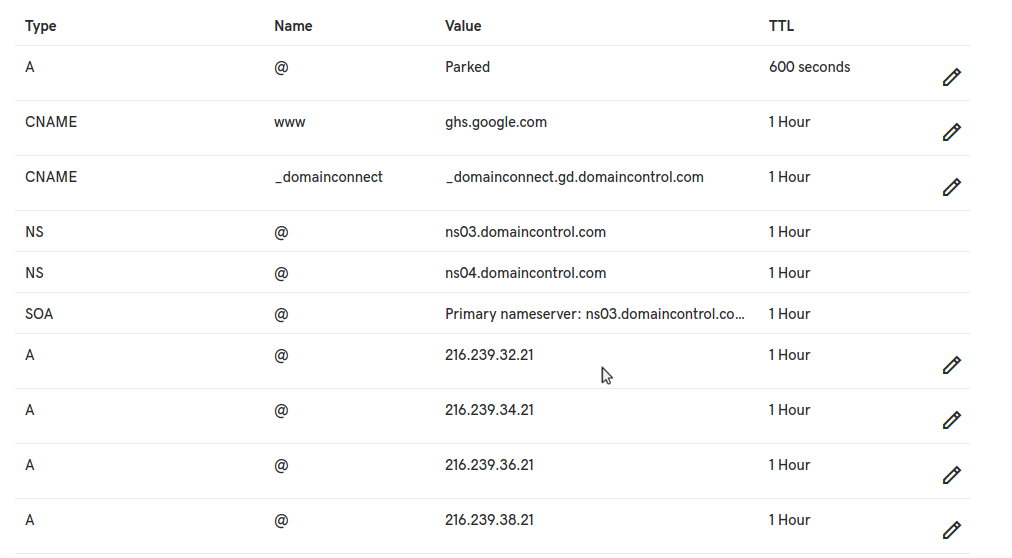 Type Name Value TTL
A @ Parked 600 seconds
CNAME www ghs.google.com 1 Hour
CNAME _domainconnect _domainconnect.gd.domaincontrol.com 1 Hour
NS @ ns03.domaincontrol.com 1 Hour
NS @ ns04.domaincontrol.com 1 Hour
SOA @ Primary nameserver: ns03.domaincontrol.co... 1 Hour
A @ 216.239.32.21 1 Hour
A @ 216.239.34.21 1 Hour
A @ 216.239.36.21 1 Hour
A @ 216.239.38.21 1 Hour